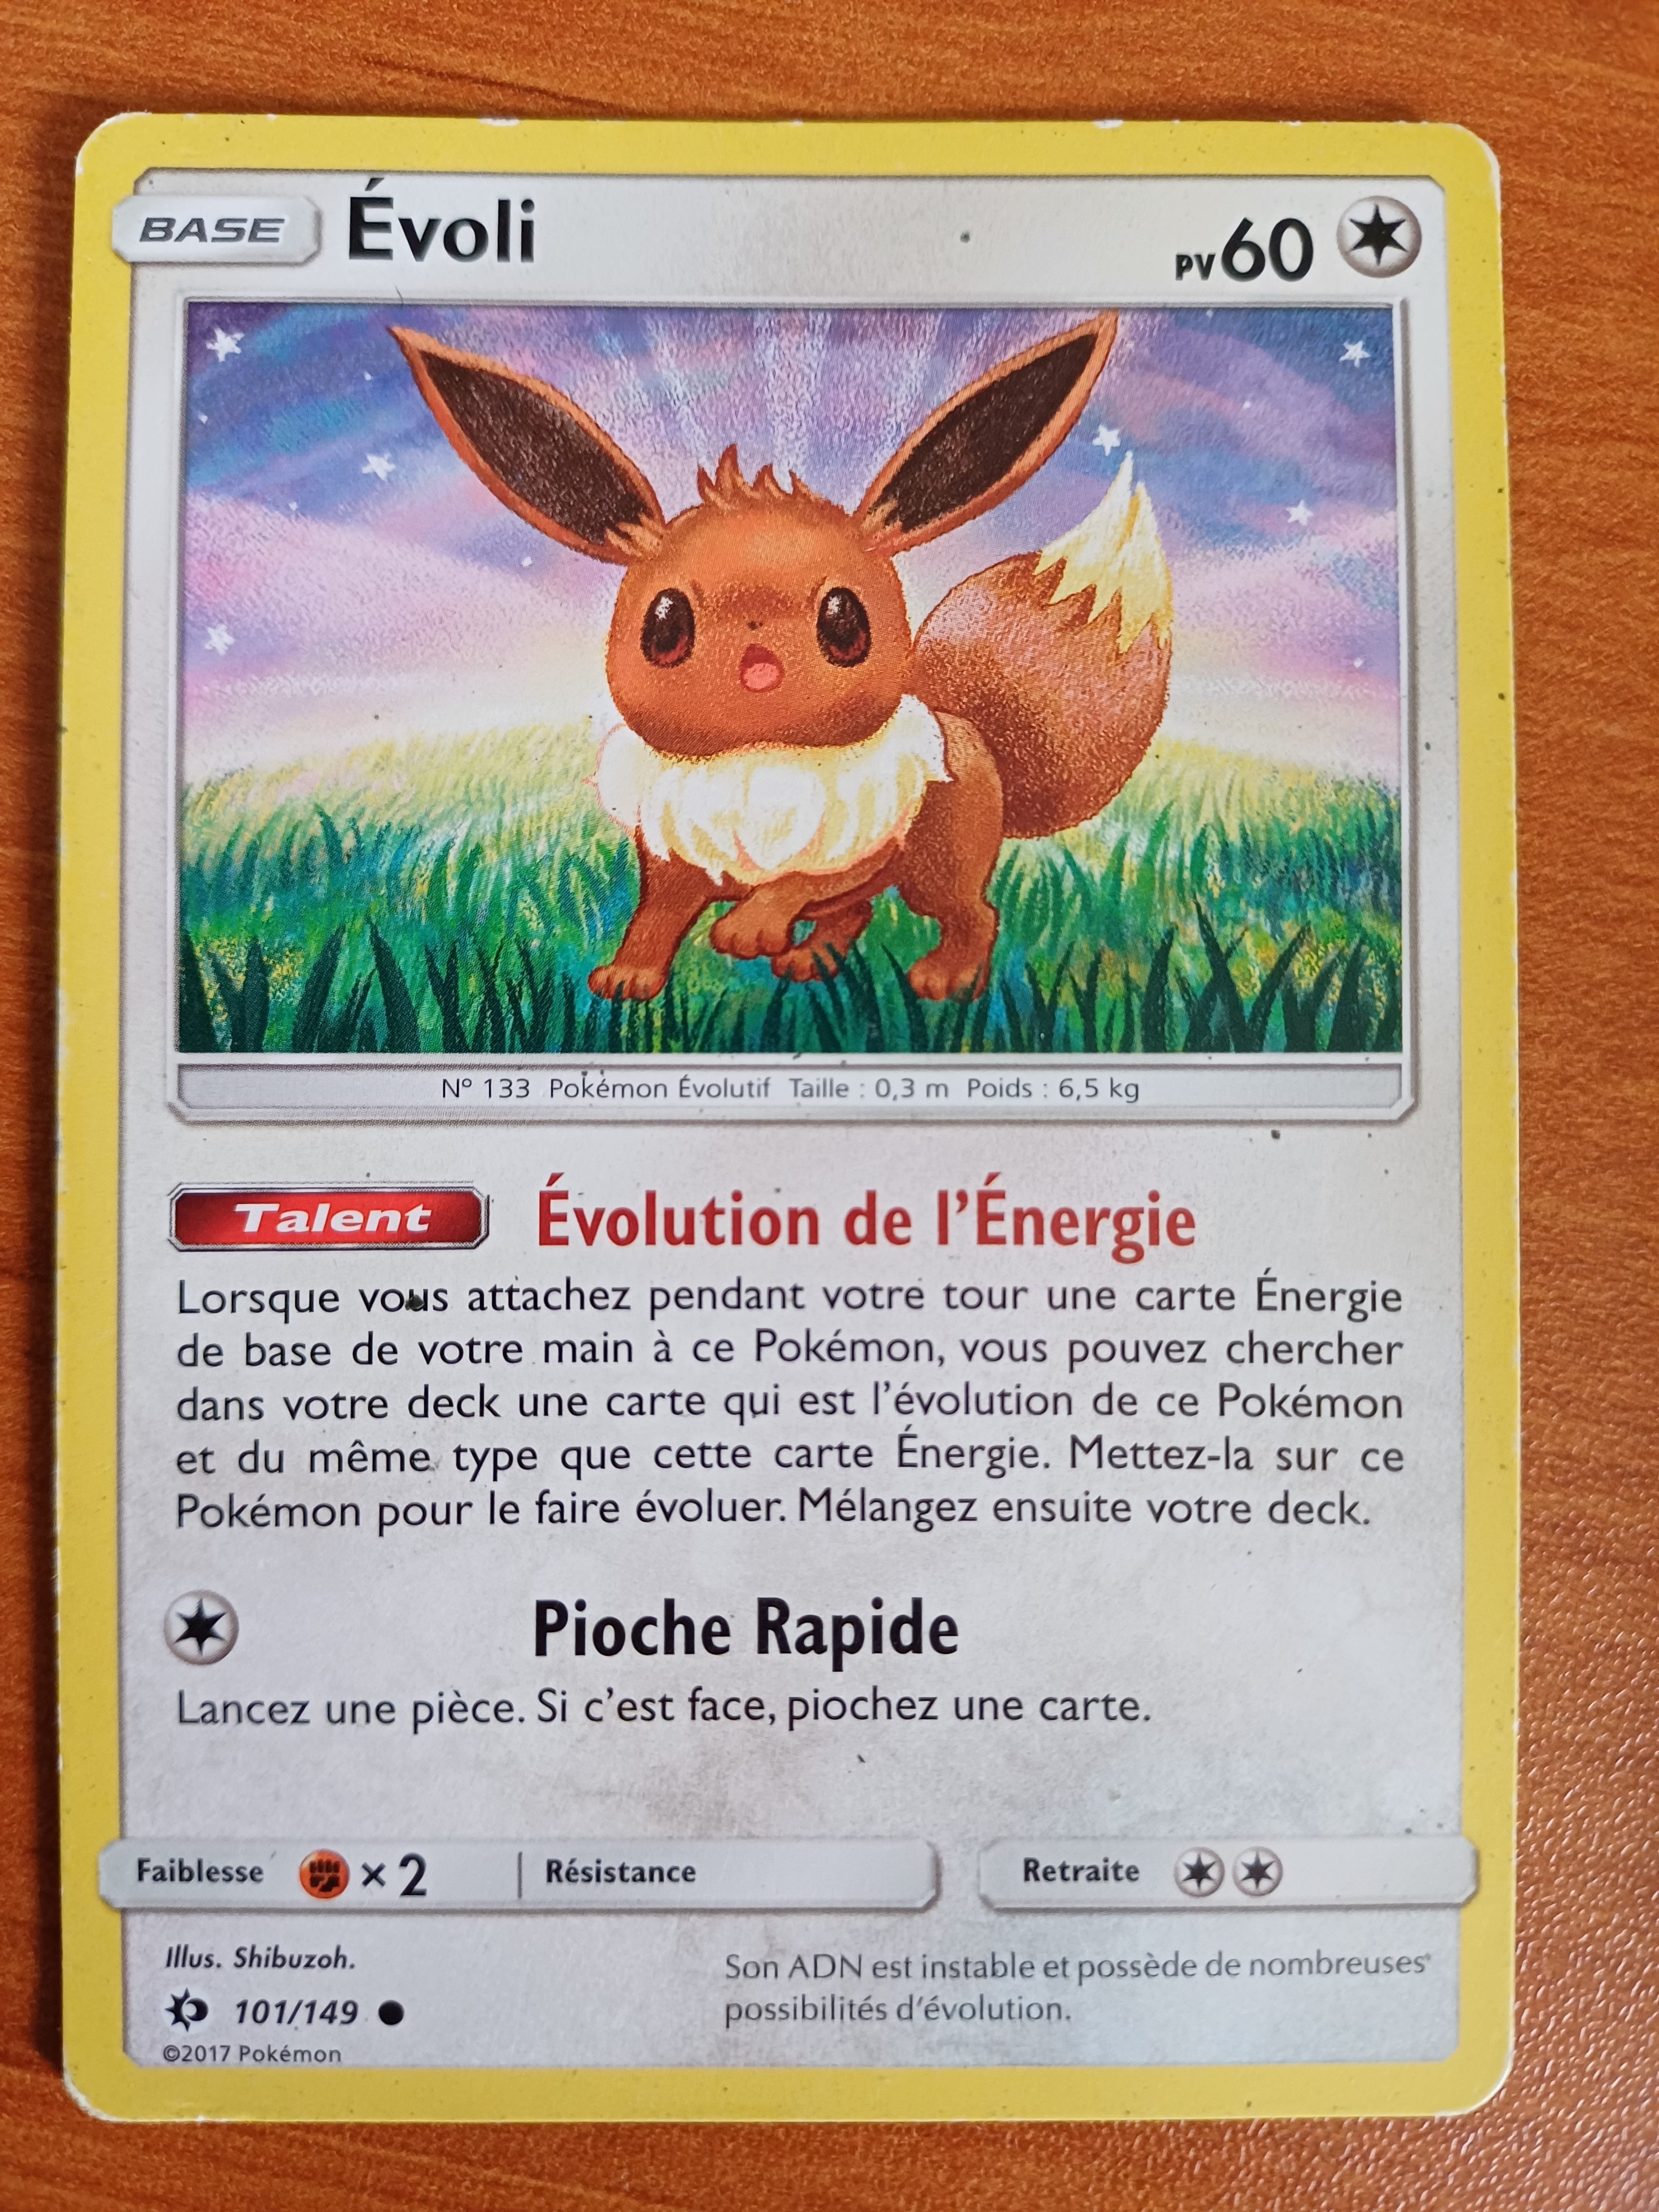 BASE Évoli PV60
N° 133 Pokémon Évolutif Taille : 0,3 m Poids : 6,5 kg
Talent Évolution de l'Énergie
Lorsque vous attachez pendant votre tour une carte Énergie
de base de votre main à ce Pokémon, vous pouvez chercher
dans votre deck une carte qui est l'évolution de ce Pokémon
et du même type que cette carte Énergie. Mettez-la sur ce
Pokémon pour le faire évoluer. Mélangez ensuite votre deck.
Pioche Rapide
Lancez une pièce. Si c'est face, piochez une carte.
Faiblesse × 2 Résistance Retraite
Illus. Shibuzoh.
101/149
©2017 Pokémon
Son ADN est instable et possède de nombreuses
possibilités d'évolution.